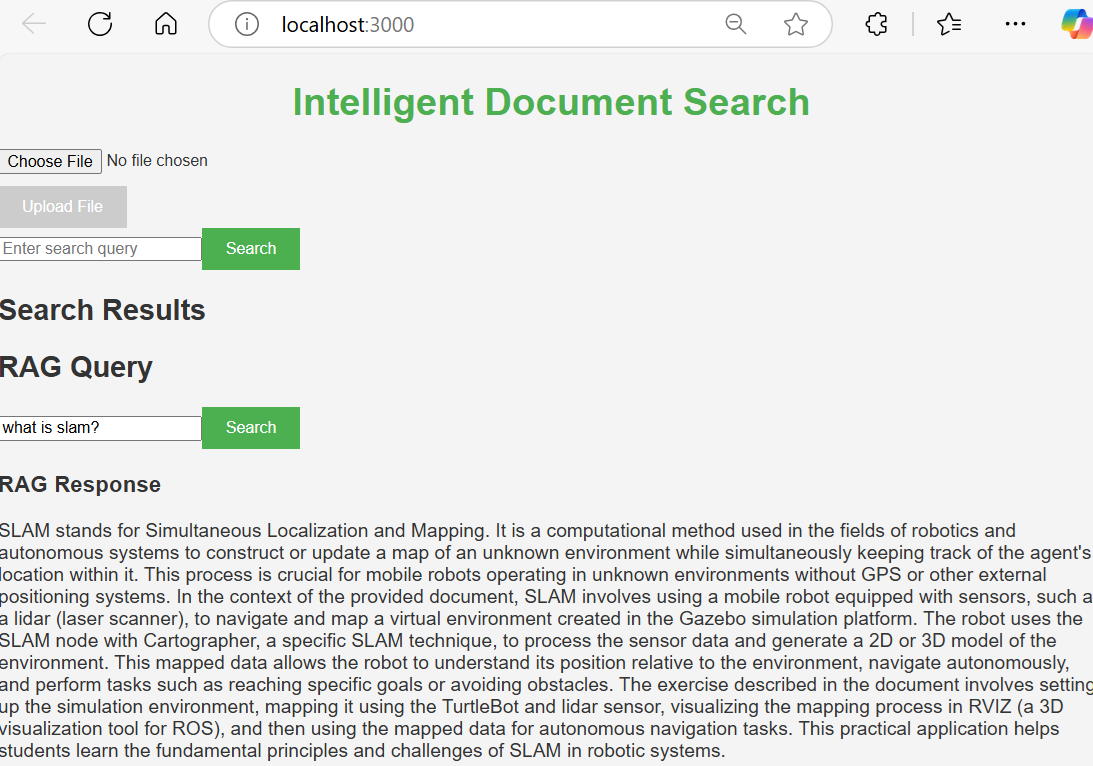 localhost:3000
Intelligent Document Search
Choose File No file chosen
Upload File
Enter search query Search
Search Results
RAG Query
what is slam? Search
RAG Response
SLAM stands for Simultaneous Localization and Mapping. It is a computational method used in the fields of robotics and
autonomous systems to construct or update a map of an unknown environment while simultaneously keeping track of the agent's
location within it. This process is crucial for mobile robots operating in unknown environments without GPS or other external
positioning systems. In the context of the provided document, SLAM involves using a mobile robot equipped with sensors, such a
a lidar (laser scanner), to navigate and map a virtual environment created in the Gazebo simulation platform. The robot uses the
SLAM node with Cartographer, a specific SLAM technique, to process the sensor data and generate a 2D or 3D model of the
environment. This mapped data allows the robot to understand its position relative to the environment, navigate autonomously,
and perform tasks such as reaching specific goals or avoiding obstacles. The exercise described in the document involves setting
up the simulation environment, mapping it using the TurtleBot and lidar sensor, visualizing the mapping process in RVIZ (a 3D
visualization tool for ROS), and then using the mapped data for autonomous navigation tasks. This practical application helps
students learn the fundamental principles and challenges of SLAM in robotic systems.